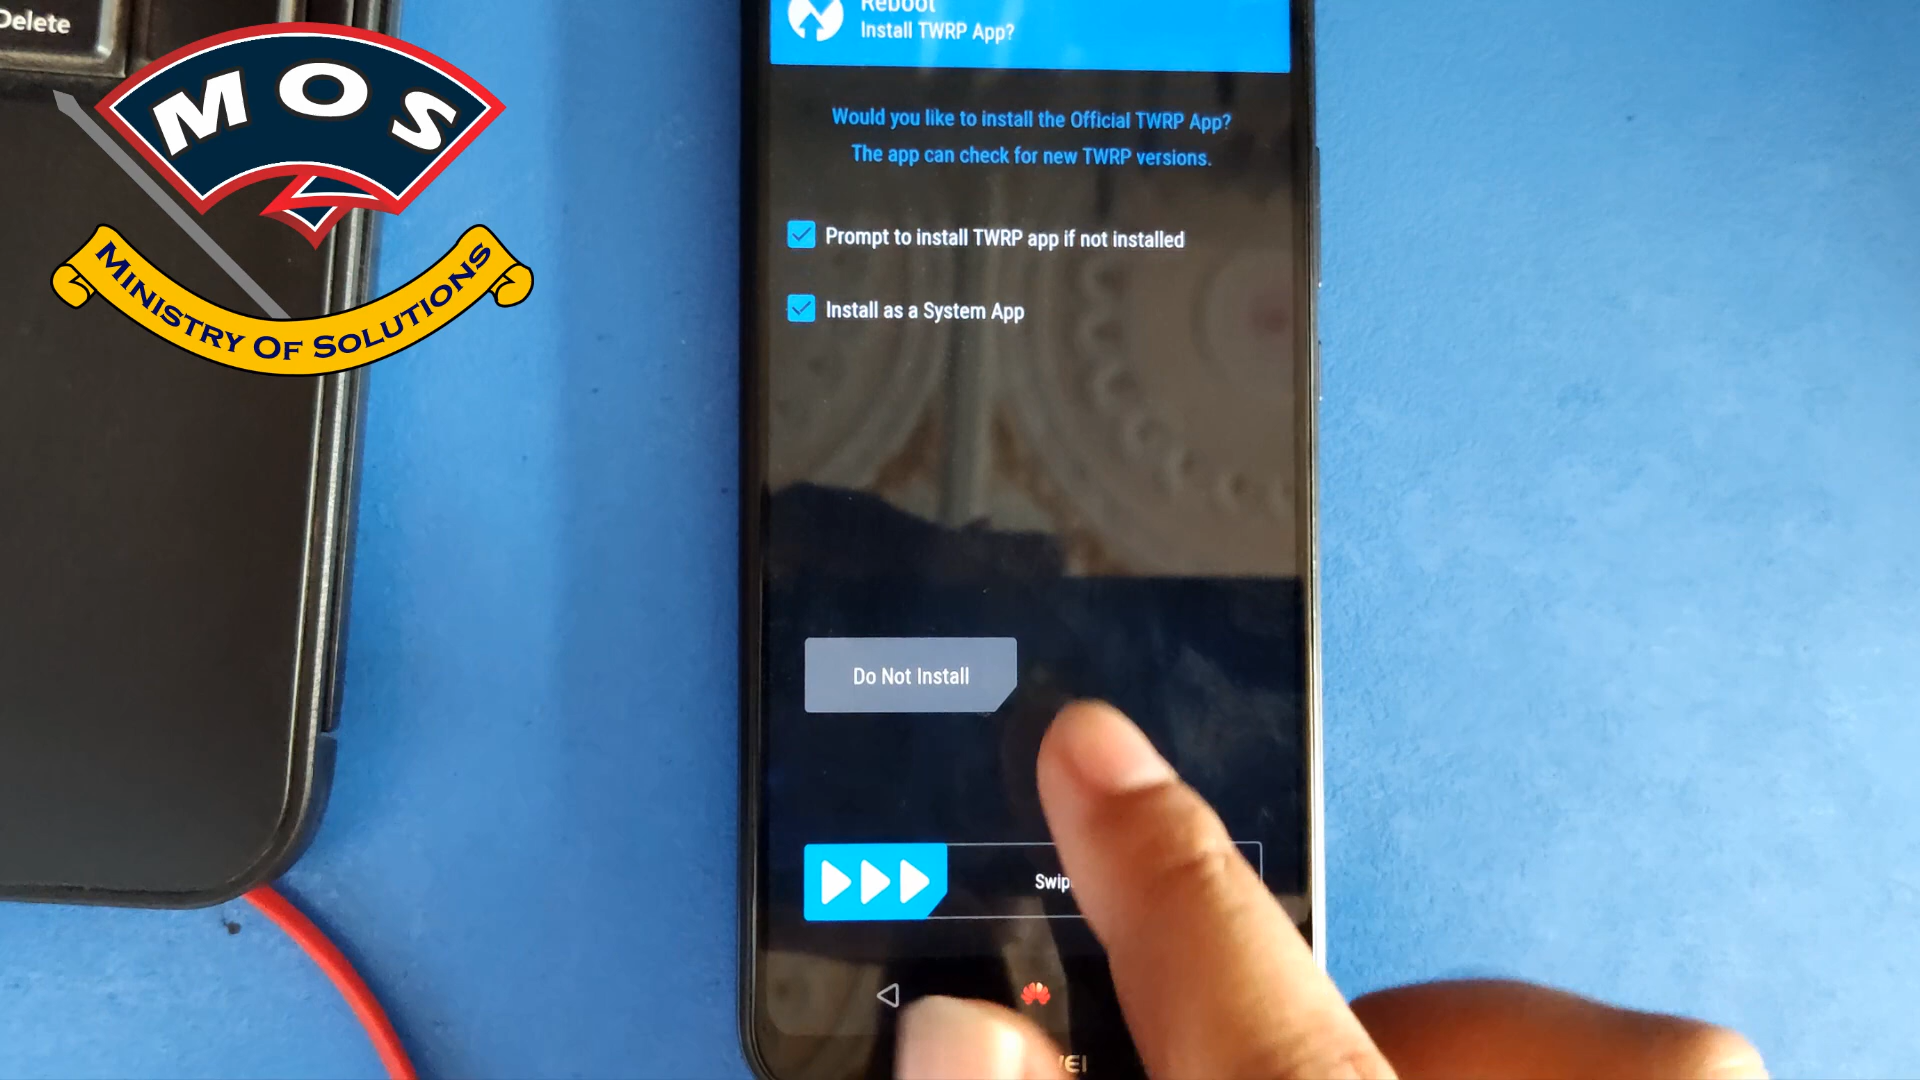 Delete
MOS
MINISTRY OF SOLUTIONS
Reboot
Install TWRP App?
Would you like to install the Official TWRP App?
The app can check for new TWRP versions.
Prompt to install TWRP app if not installed
Install as a System App
Do Not Install